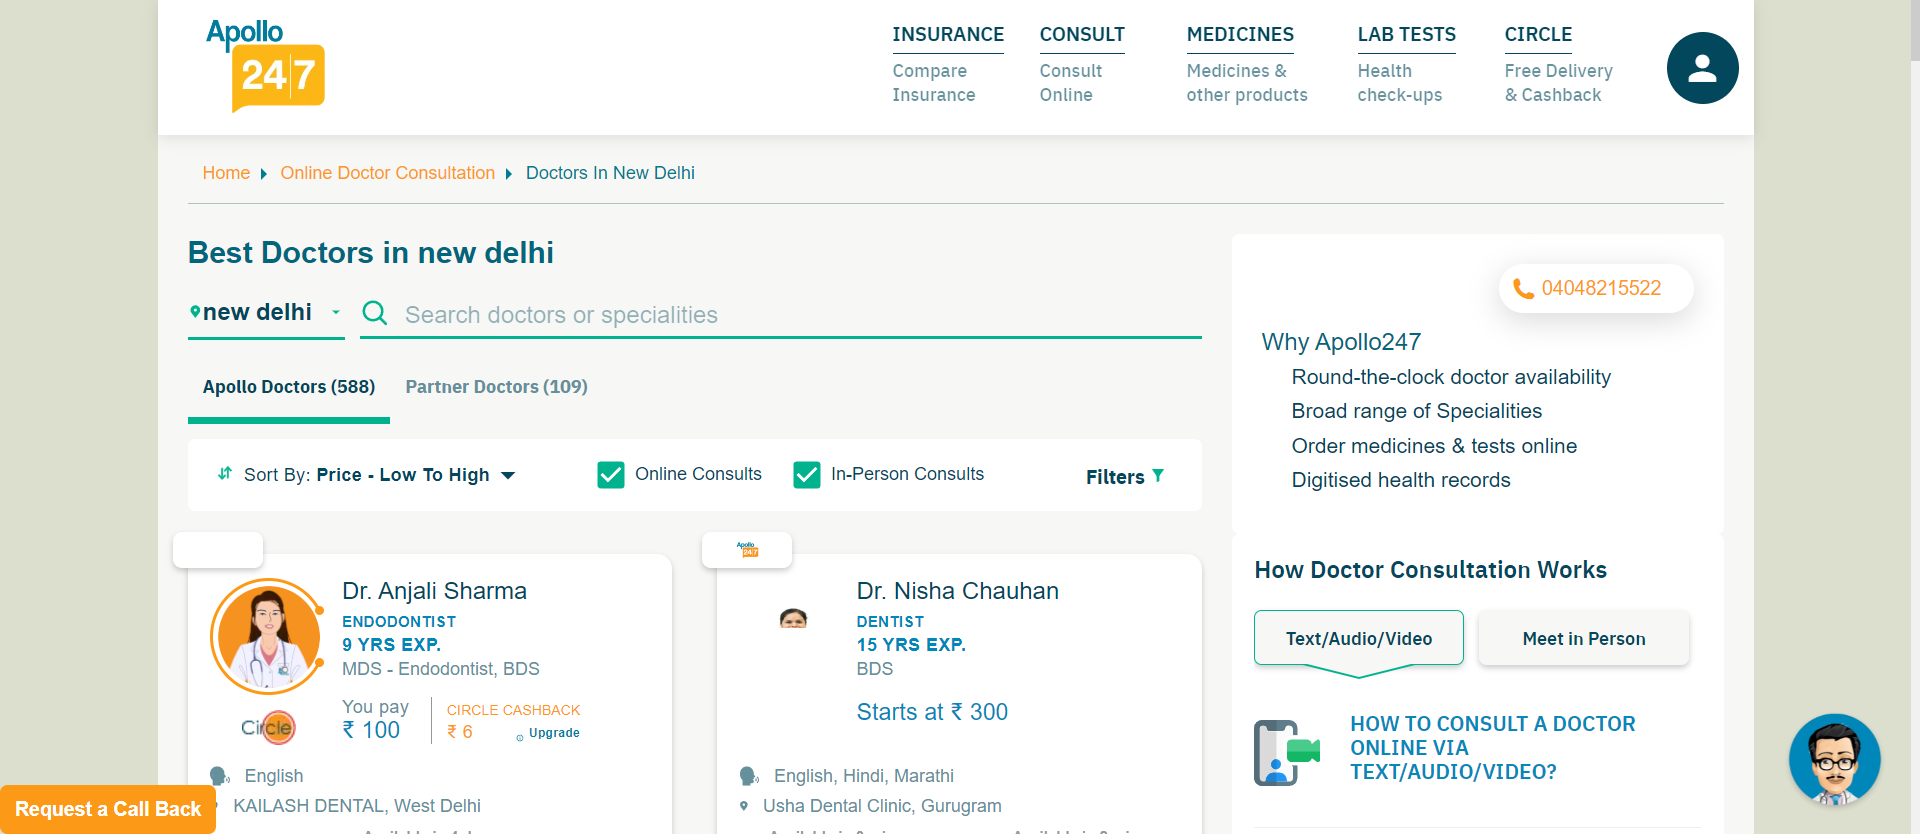 Apollo
24|7
INSURANCE
Compare
Insurance
CONSULT
Consult
Online
MEDICINES
Medicines &
other products
LAB TESTS
Health
check-ups
CIRCLE
Free Delivery
& Cashback
Home
Online Doctor Consultation
Doctors In New Delhi
Best Doctors in new delhi
new delhi
Search doctors or specialities
Apollo Doctors (588)
Partner Doctors (109)
Sort By: Price - Low To High
Online Consults
In-Person Consults
Filters
Dr. Anjali Sharma
ENDODONTIST
9 YRS EXP.
MDS - Endodontist, BDS
You pay
₹ 100
CIRCLE CASHBACK
₹ 6
Upgrade
Circle
English
KAILASH DENTAL, West Delhi
Apollo
24|7
Dr. Nisha Chauhan
DENTIST
15 YRS EXP.
BDS
Starts at ₹ 300
English, Hindi, Marathi
Usha Dental Clinic, Gurugram
04048215522
Why Apollo247
Round-the-clock doctor availability
Broad range of Specialities
Order medicines & tests online
Digitised health records
How Doctor Consultation Works
Text/Audio/Video
Meet in Person
HOW TO CONSULT A DOCTOR
ONLINE VIA
TEXT/AUDIO/VIDEO?
Request a Call Back